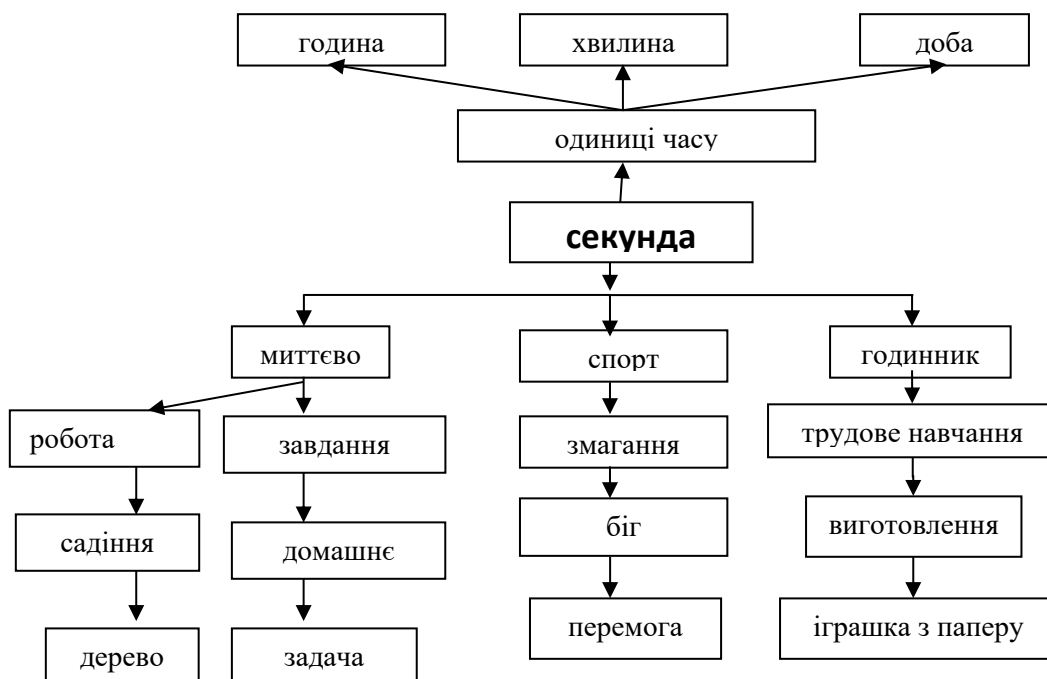 година
хвилина
доба
одиниці часу
секунда
миттєво
спорт
годинник
робота
завдання
змагання
трудове навчання
садіння
домашнє
біг
виготовлення
дерево
задача
перемога
іграшка з паперу